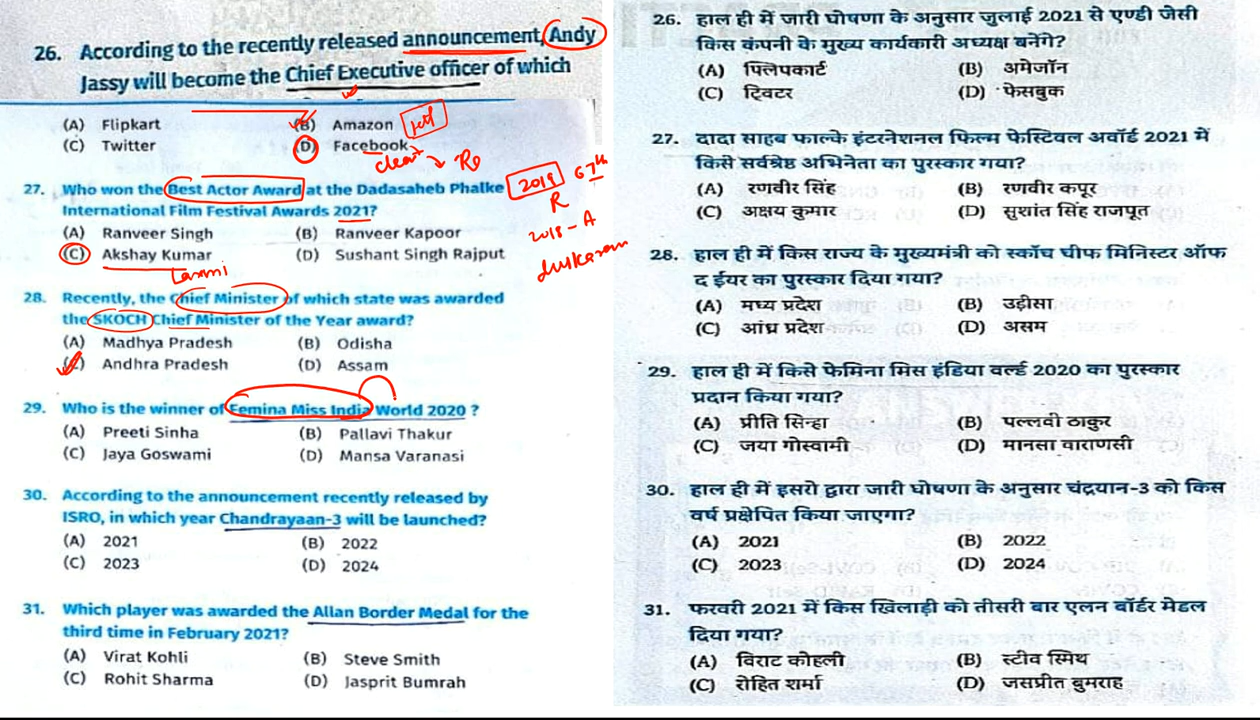 26. According to the recently released announcement, Andy
Jassy will become the Chief Executive officer of which
(A) Flipkart (B) Amazon
(C) Twitter (D) Facebook
clear
27. Who won the Best Actor Award at the Dadasaheb Phalke
International Film Festival Awards 2021?
(A) Ranveer Singh (B) Ranveer Kapoor
(C) Akshay Kumar (D) Sushant Singh Rajput
2019 67th
R
2018 - A
Laxmi
28. Recently, the Chief Minister of which state was awarded
the SKOCH Chief Minister of the Year award?
(A) Madhya Pradesh (B) Odisha
(C) Andhra Pradesh (D) Assam
29. Who is the winner of Femina Miss India World 2020 ?
(A) Preeti Sinha (B) Pallavi Thakur
(C) Jaya Goswami (D) Mansa Varanasi
30. According to the announcement recently released by
ISRO, in which year Chandrayaan-3 will be launched?
(A) 2021 (B) 2022
(C) 2023 (D) 2024
31. Which player was awarded the Allan Border Medal for the
third time in February 2021?
(A) Virat Kohli (B) Steve Smith
(C) Rohit Sharma (D) Jasprit Bumrah
26. हाल ही में जारी घोषणा के अनुसार जुलाई 2021 से एण्डी जेसी
किस कंपनी के मुख्य कार्यकारी अध्यक्ष बनेंगे?
(A) फ्लिपकार्ट (B) अमेजॉन
(C) ट्विटर (D) फेसबुक
27. दादा साहब फाल्के इंटरनेशनल फिल्म फेस्टिवल अवॉर्ड 2021 में
किसे सर्वश्रेष्ठ अभिनेता का पुरस्कार गया?
(A) रणवीर सिंह (B) रणवीर कपूर
(C) अक्षय कुमार (D) सुशांत सिंह राजपूत
28. हाल ही में किस राज्य के मुख्यमंत्री को स्कॉच चीफ मिनिस्टर ऑफ
द ईयर का पुरस्कार दिया गया?
(A) मध्य प्रदेश (B) उड़ीसा
(C) आंध्र प्रदेश (D) असम
29. हाल ही में किसे फेमिना मिस इंडिया वर्ल्ड 2020 का पुरस्कार
प्रदान किया गया?
(A) प्रीति सिन्हा (B) पल्लवी ठाकुर
(C) जया गोस्वामी (D) मानसा वाराणसी
30. हाल ही में इसरो द्वारा जारी घोषणा के अनुसार चंद्रयान-3 को किस
वर्ष प्रक्षेपित किया जाएगा?
(A) 2021 (B) 2022
(C) 2023 (D) 2024
31. फरवरी 2021 में किस खिलाड़ी को तीसरी बार एलन बॉर्डर मेडल
दिया गया?
(A) विराट कोहली (B) स्टीव स्मिथ
(C) रोहित शर्मा (D) जसप्रीत बुमराह